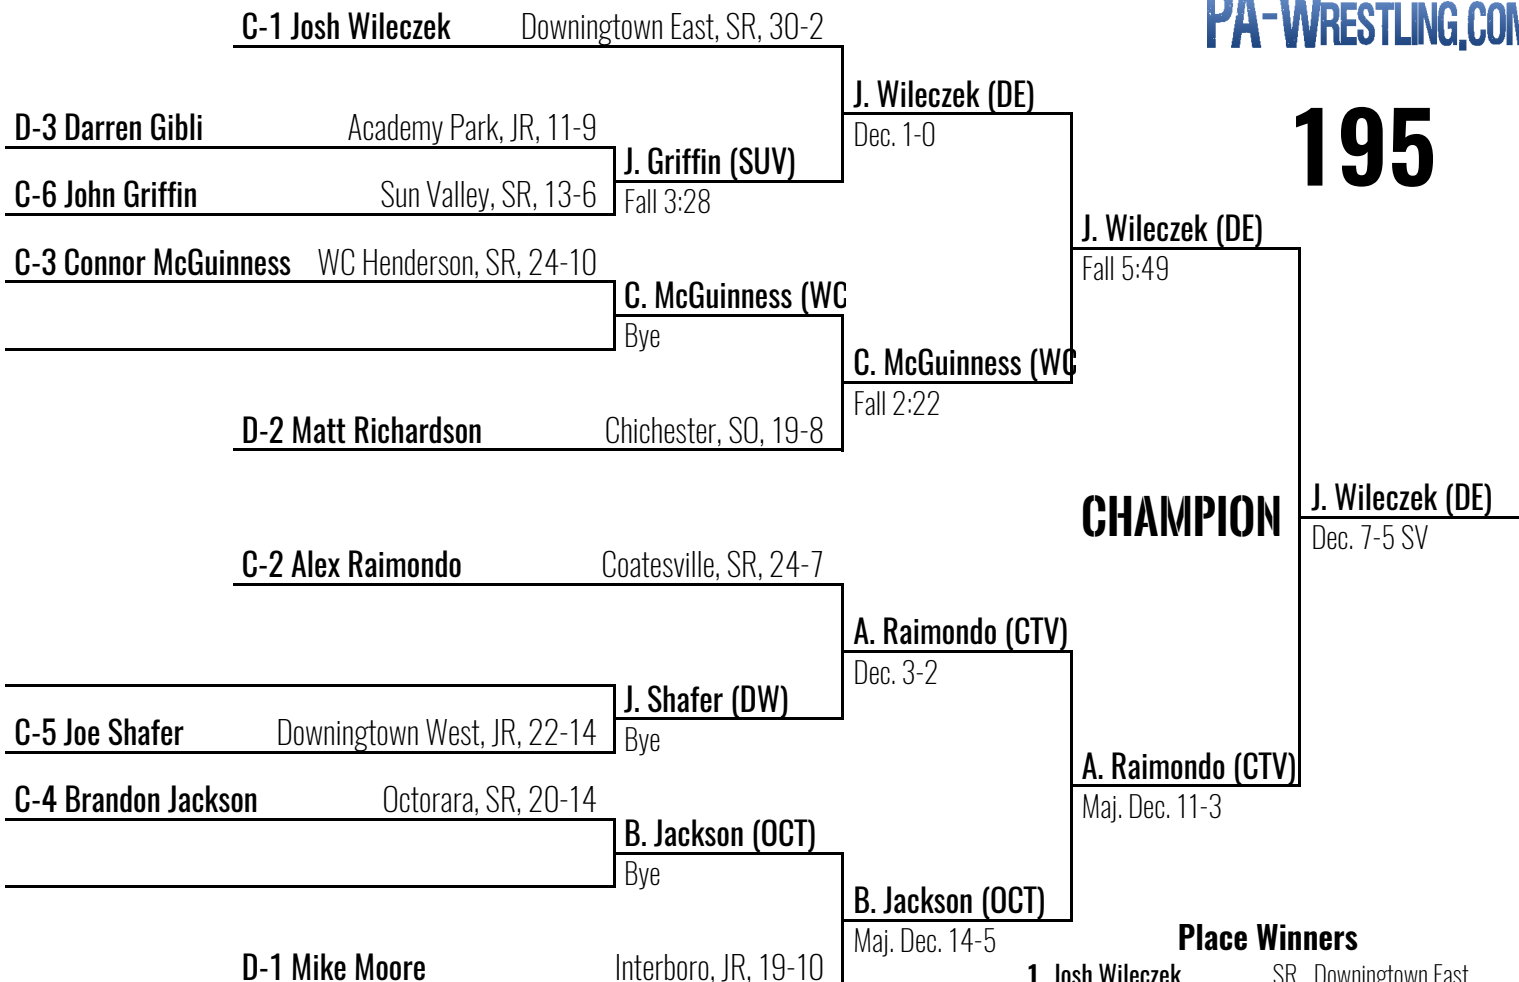 C-1 Josh Wileczek Downingtown East, SR, 30-2
PA-WRESTLING.COM
J. Wileczek (DE)
Dec. 1-0
195
D-3 Darren Gibli Academy Park, JR, 11-9
J. Griffin (SUV)
Fall 3:28
C-6 John Griffin Sun Valley, SR, 13-6
J. Wileczek (DE)
Fall 5:49
C-3 Connor McGuinness WC Henderson, SR, 24-10
C. McGuinness (WC
Bye
C. McGuinness (WC
Fall 2:22
D-2 Matt Richardson Chichester, SO, 19-8
CHAMPION
J. Wileczek (DE)
Dec. 7-5 SV
C-2 Alex Raimondo Coatesville, SR, 24-7
A. Raimondo (CTV)
Dec. 3-2
J. Shafer (DW)
Bye
C-5 Joe Shafer Downingtown West, JR, 22-14
A. Raimondo (CTV)
Maj. Dec. 11-3
C-4 Brandon Jackson Octorara, SR, 20-14
B. Jackson (OCT)
Bye
B. Jackson (OCT)
Maj. Dec. 14-5
Place Winners
D-1 Mike Moore Interboro, JR, 19-10
1 Josh Wileczek SR Downingtown East